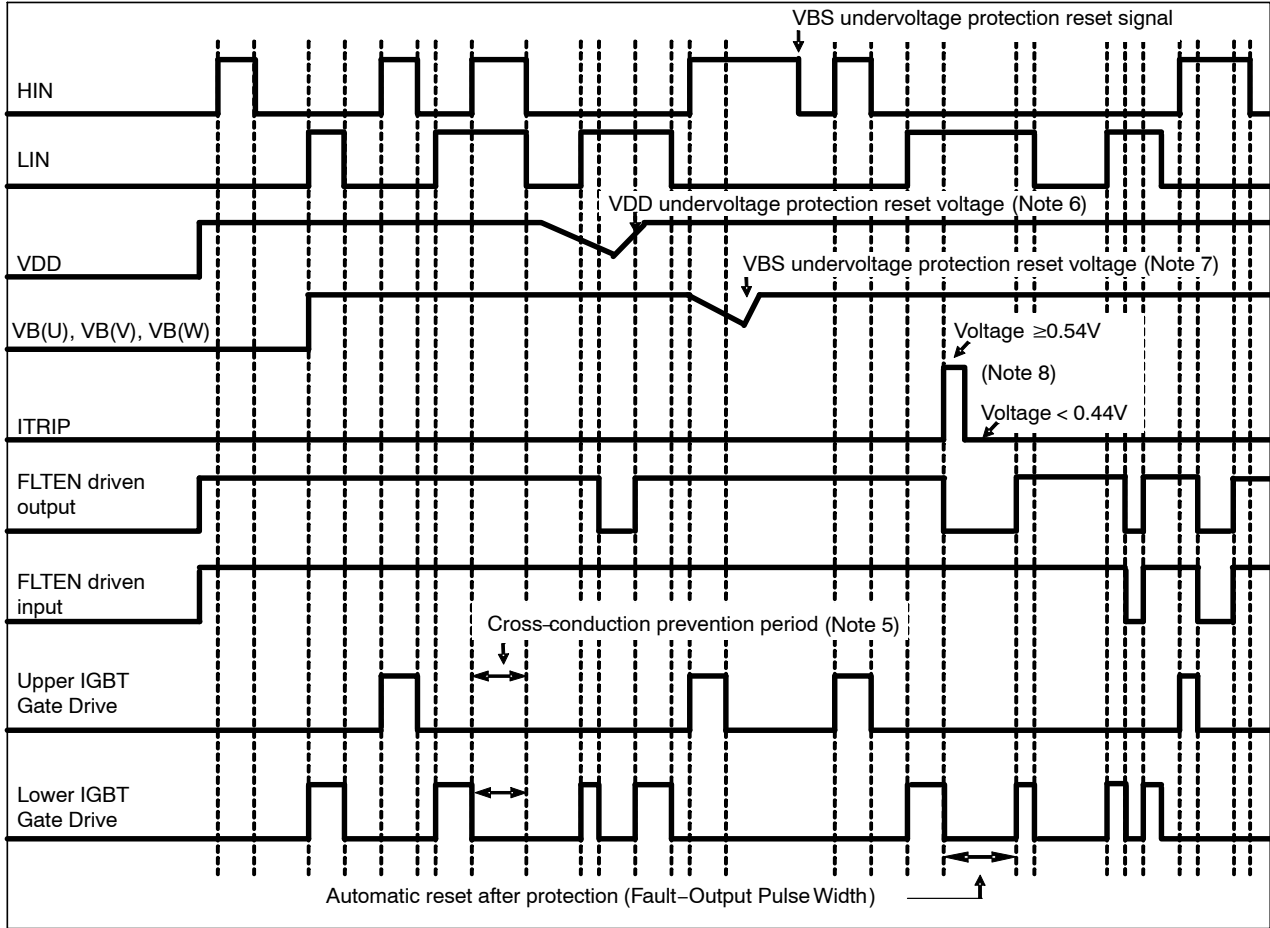 VBS undervoltage protection reset signal
HIN
LIN
VDD undervoltage protection reset voltage (Note 6)
VDD
VBS undervoltage protection reset voltage (Note 7)
VB(U), VB(V), VB(W)
Voltage ≥0.54V
(Note 8)
Voltage < 0.44V
ITRIP
FLTEN driven
output
FLTEN driven
input
Cross−conduction prevention period (Note 5)
Upper IGBT
Gate Drive
Lower IGBT
Gate Drive
Automatic reset after protection (Fault−Output Pulse Width)